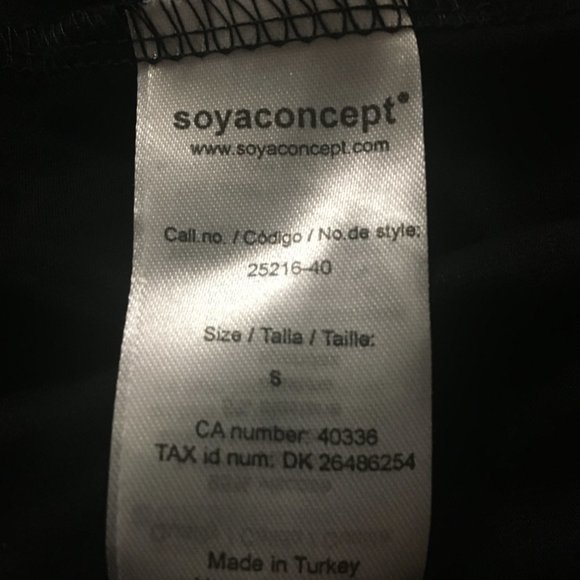 soyaconcept®
www.soyaconcept.com
Call.no. / Código / No.de style:
25216-40
Size / Talla / Taille:
S
CA number: 40336
TAX id num: DK 26486254
Made in Turkey